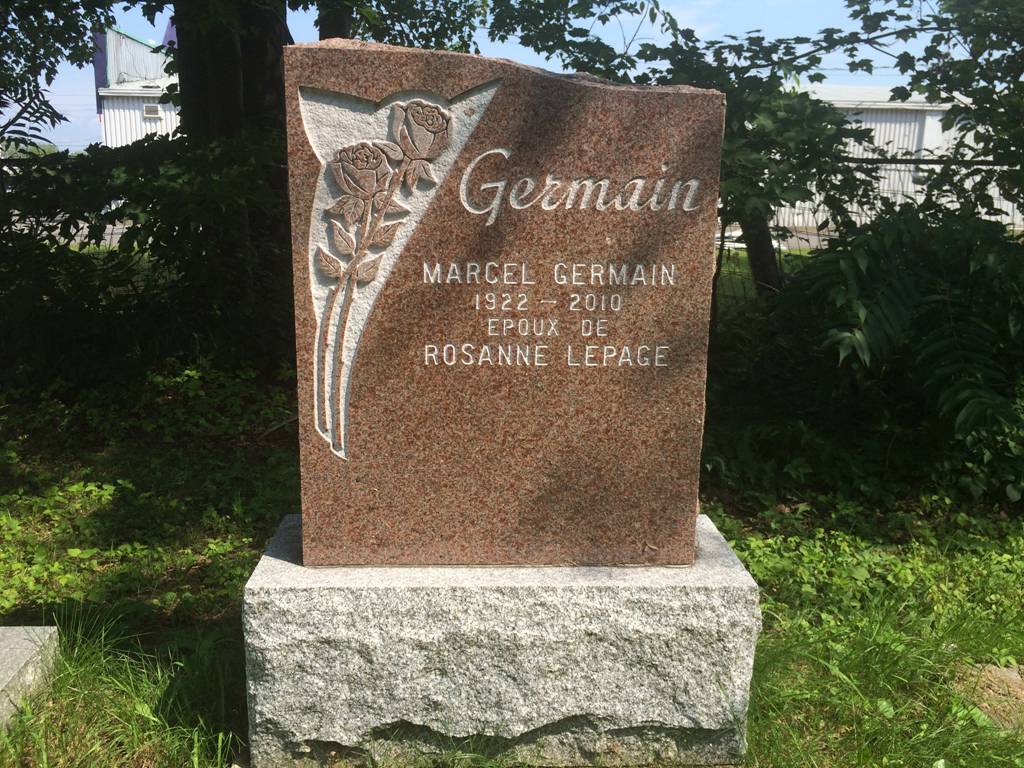 Germain
MARCEL GERMAIN
1922 - 2010
EPOUX DE
ROSANNE LEPAGE